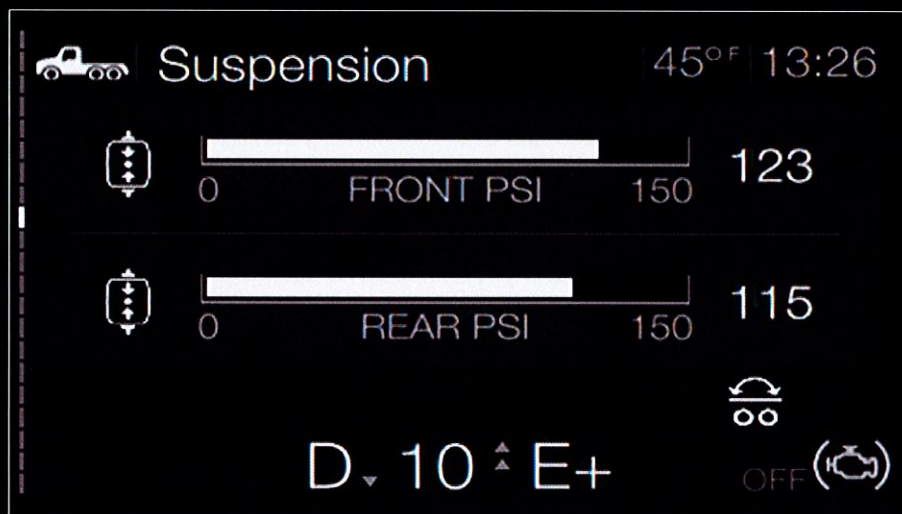 Suspension 45°F 13:26
0 FRONT PSI 150 123
0 REAR PSI 150 115
D 10 E+
OFF